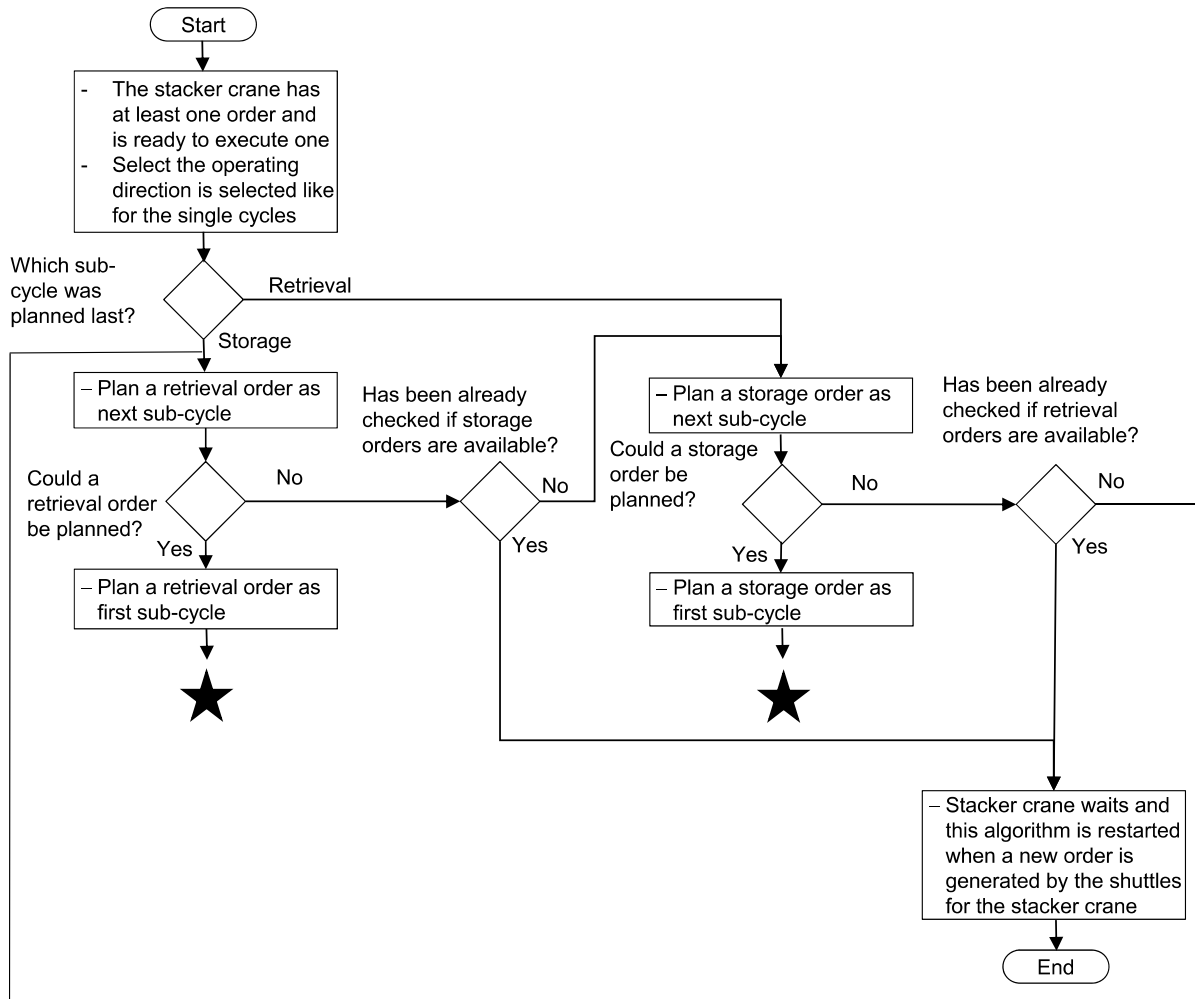 Start
- The stacker crane has
at least one order and
is ready to execute one
- Select the operating
direction is selected like
for the single cycles
Which sub-
cycle was
planned last?
Retrieval
Storage
– Plan a retrieval order as
next sub-cycle
Has been already
checked if storage
orders are available?
– Plan a storage order as
next sub-cycle
Has been already
checked if retrieval
orders are available?
Could a
retrieval order
be planned?
No
No
Could a storage
order be
planned?
No
No
Yes
Yes
Yes
Yes
– Plan a retrieval order as
first sub-cycle
– Plan a storage order as
first sub-cycle
– Stacker crane waits and
this algorithm is restarted
when a new order is
generated by the shuttles
for the stacker crane
End